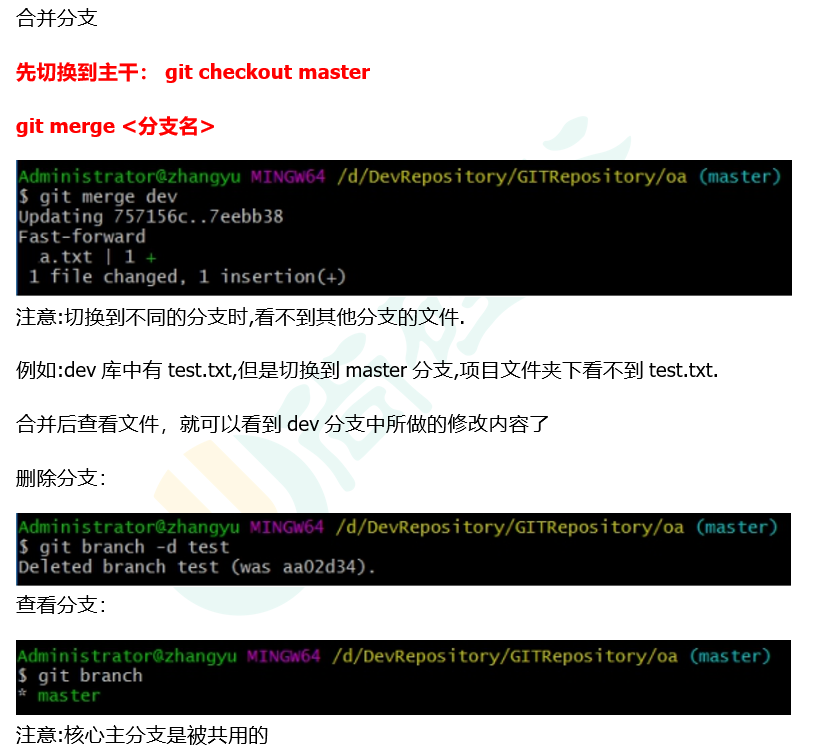 合并分支
先切换到主干： git checkout master
git merge <分支名>
Administrator@zhangyu MINGW64 /d/DevRepository/GITRepository/oa (master)
$ git merge dev
Updating 757156c..7eebb38
Fast-forward
a.txt | 1 +
1 file changed, 1 insertion(+)
注意:切换到不同的分支时,看不到其他分支的文件.
例如:dev 库中有 test.txt,但是切换到 master 分支,项目文件夹下看不到 test.txt.
合并后查看文件，就可以看到 dev 分支中所做的修改内容了
删除分支：
Administrator@zhangyu MINGW64 /d/DevRepository/GITRepository/oa (master)
$ git branch -d test
Deleted branch test (was aa02d34).
查看分支：
Administrator@zhangyu MINGW64 /d/DevRepository/GITRepository/oa (master)
$ git branch
* master
注意:核心主分支是被共用的